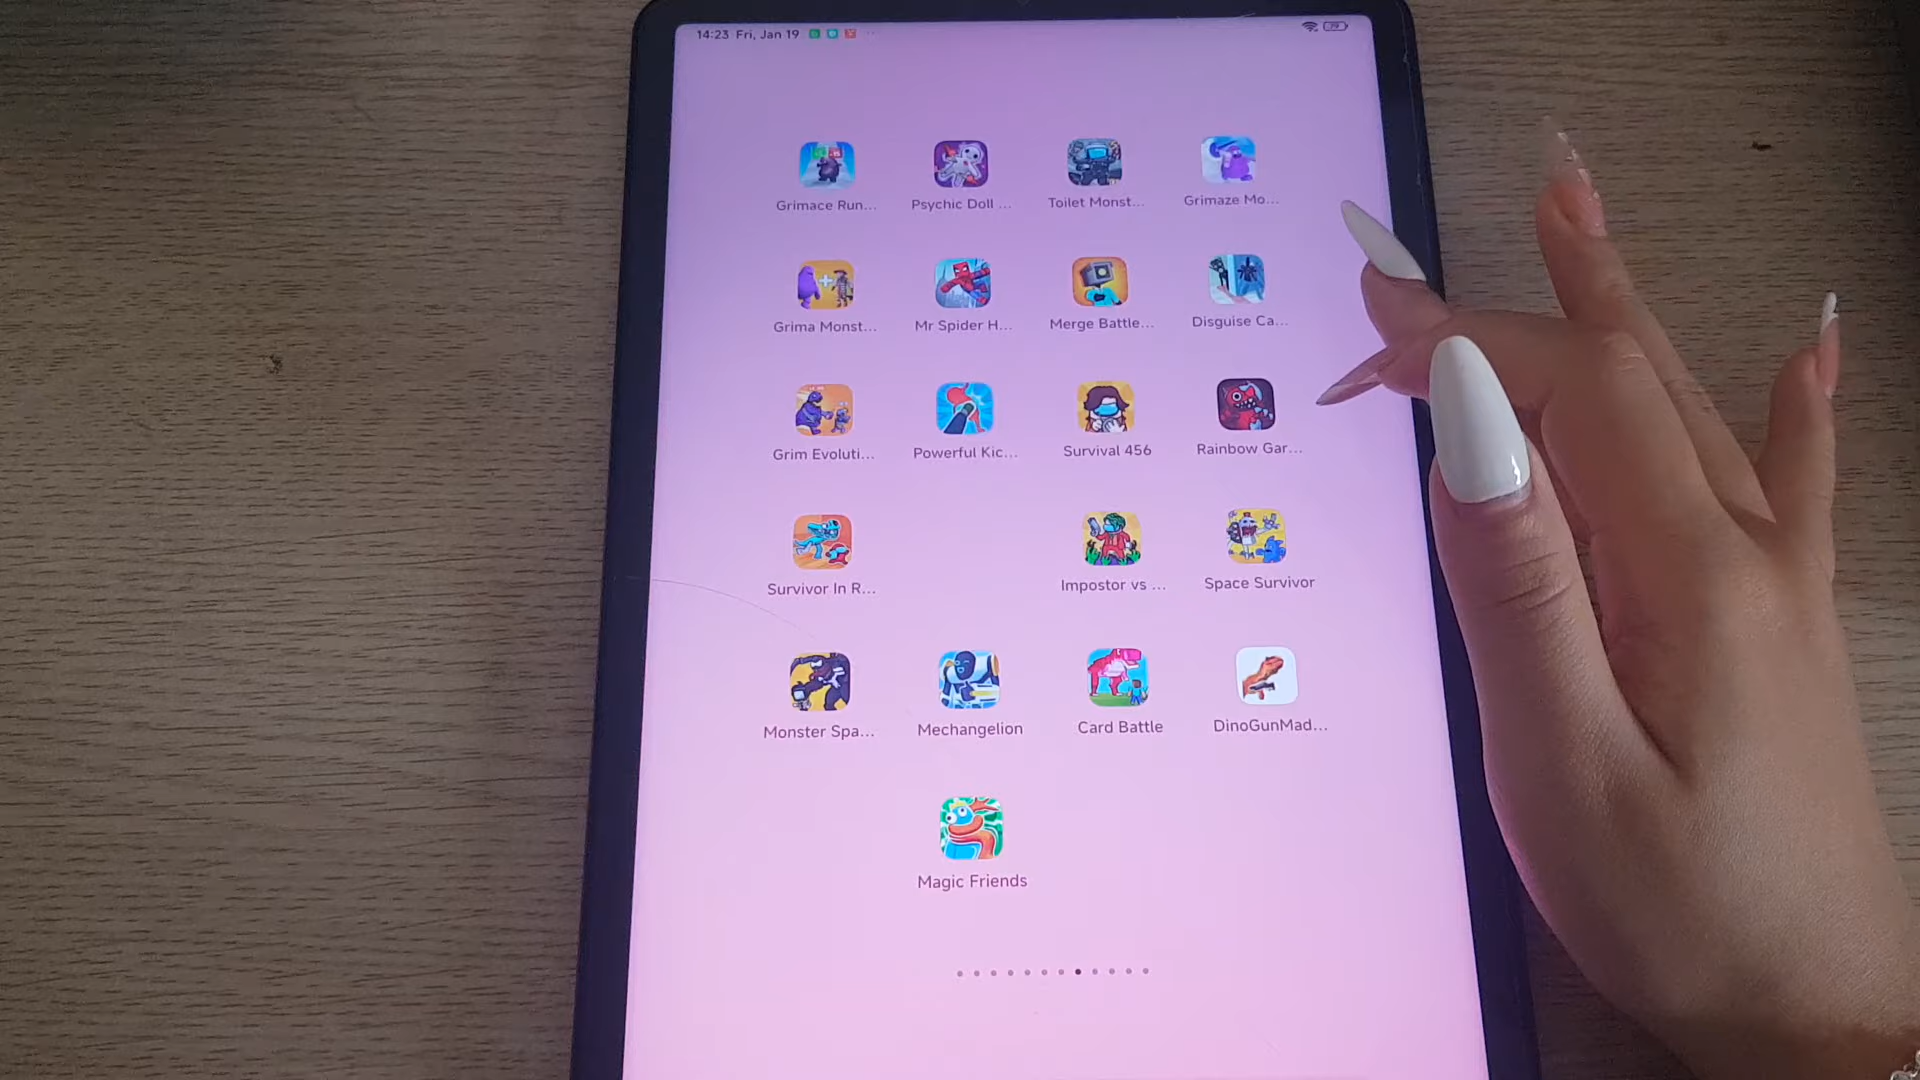 14:23 Fri, Jan 19
Grimace Run... Psychic Doll ... Toilet Monst... Grimaze Mo...
Grima Monst... Mr Spider H... Merge Battle... Disguise Ca...
Grim Evoluti... Powerful Kic... Survival 456 Rainbow Gar...
Survivor In R... Impostor vs ... Space Survivor
Monster Spa... Mechangelion Card Battle DinoGunMad...
Magic Friends